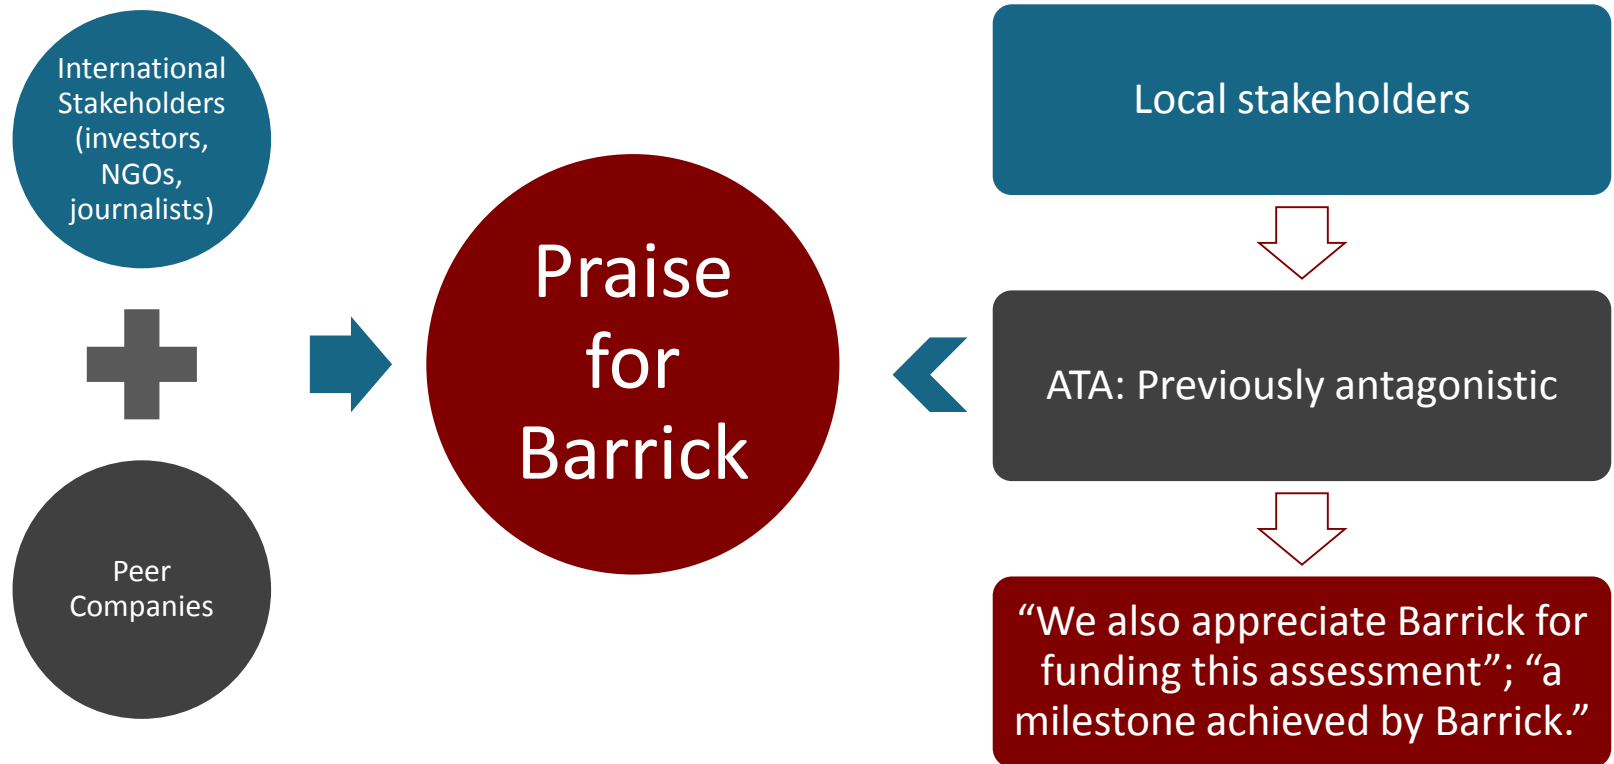 International
Stakeholders
(investors,
NGOs,
journalists)
Peer
Companies
Praise
for
Barrick
Local stakeholders
ATA: Previously antagonistic
“We also appreciate Barrick for
funding this assessment”; “a
milestone achieved by Barrick.”